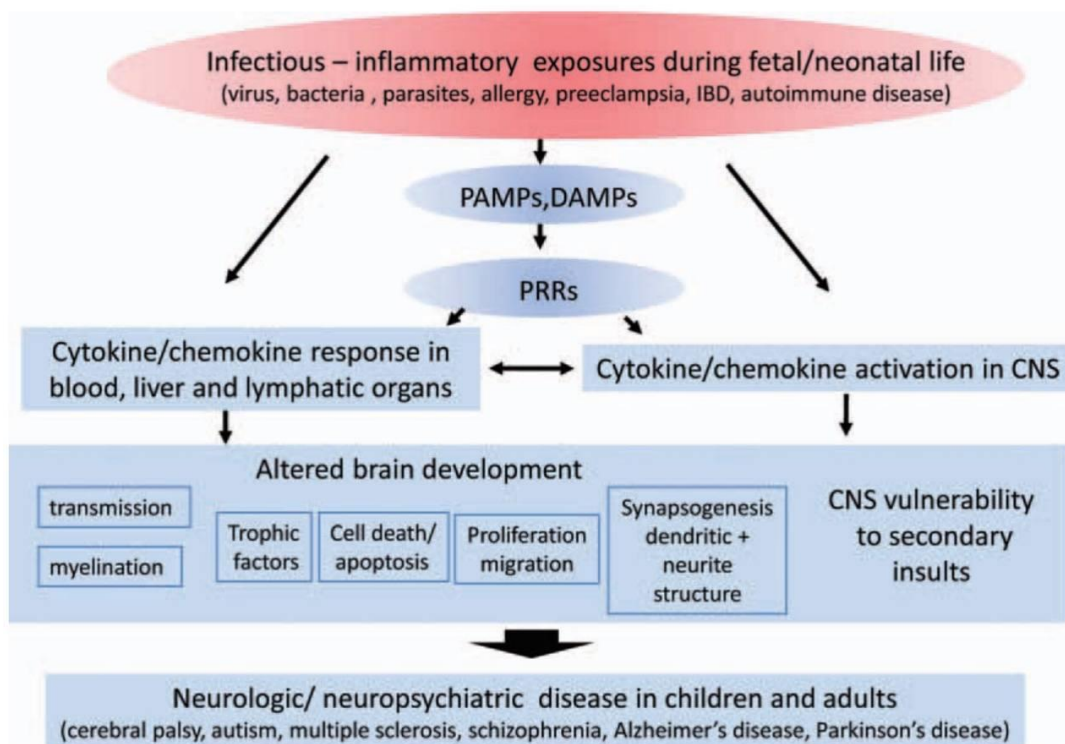 Infectious – inflammatory exposures during fetal/neonatal life
(virus, bacteria , parasites, allergy, preeclampsia, IBD, autoimmune disease)
PAMPs,DAMPs
PRRs
Cytokine/chemokine response in
blood, liver and lymphatic organs
Cytokine/chemokine activation in CNS
Altered brain development
transmission
myelination
Trophic
factors
Cell death/
apoptosis
Proliferation
migration
Synapsogenesis
dendritic +
neurite
structure
CNS vulnerability
to secondary
insults
Neurologic/ neuropsychiatric disease in children and adults
(cerebral palsy, autism, multiple sclerosis, schizophrenia, Alzheimer's disease, Parkinson's disease)